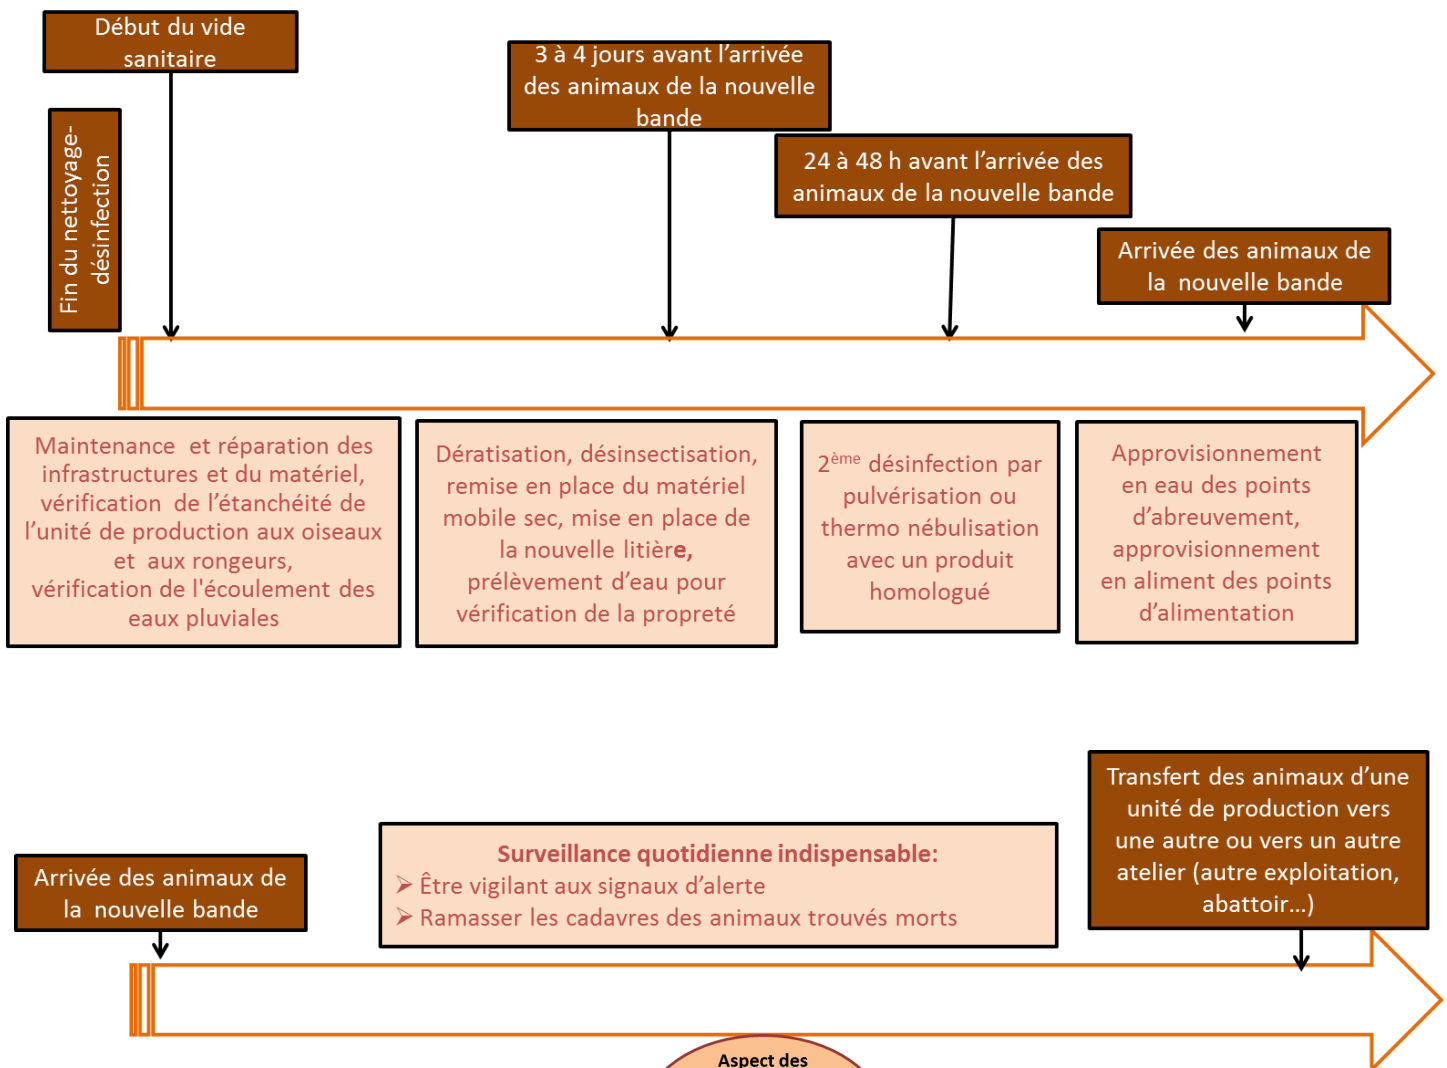 Début du vide
sanitaire
3 à 4 jours avant l’arrivée
des animaux de la nouvelle
bande
Fin du nettoyage-
désinfection
24 à 48 h avant l’arrivée des
animaux de la nouvelle bande
Arrivée des animaux de
la nouvelle bande
Maintenance et réparation des
infrastructures et du matériel,
vérification de l’étanchéité de
l’unité de production aux oiseaux
et aux rongeurs,
vérification de l'écoulement des
eaux pluviales
Dératisation, désinsectisation,
remise en place du matériel
mobile sec, mise en place de
la nouvelle litière,
prélèvement d’eau pour
vérification de la propreté
2ème désinfection par
pulvérisation ou
thermo nébulisation
avec un produit
homologué
Approvisionnement
en eau des points
d’abreuvement,
approvisionnement
en aliment des points
d’alimentation
Arrivée des animaux de
la nouvelle bande
Surveillance quotidienne indispensable:
➢ Être vigilant aux signaux d’alerte
➢ Ramasser les cadavres des animaux trouvés morts
Transfert des animaux d’une
unité de production vers
une autre ou vers un autre
atelier (autre exploitation,
abattoir…)
Aspect des